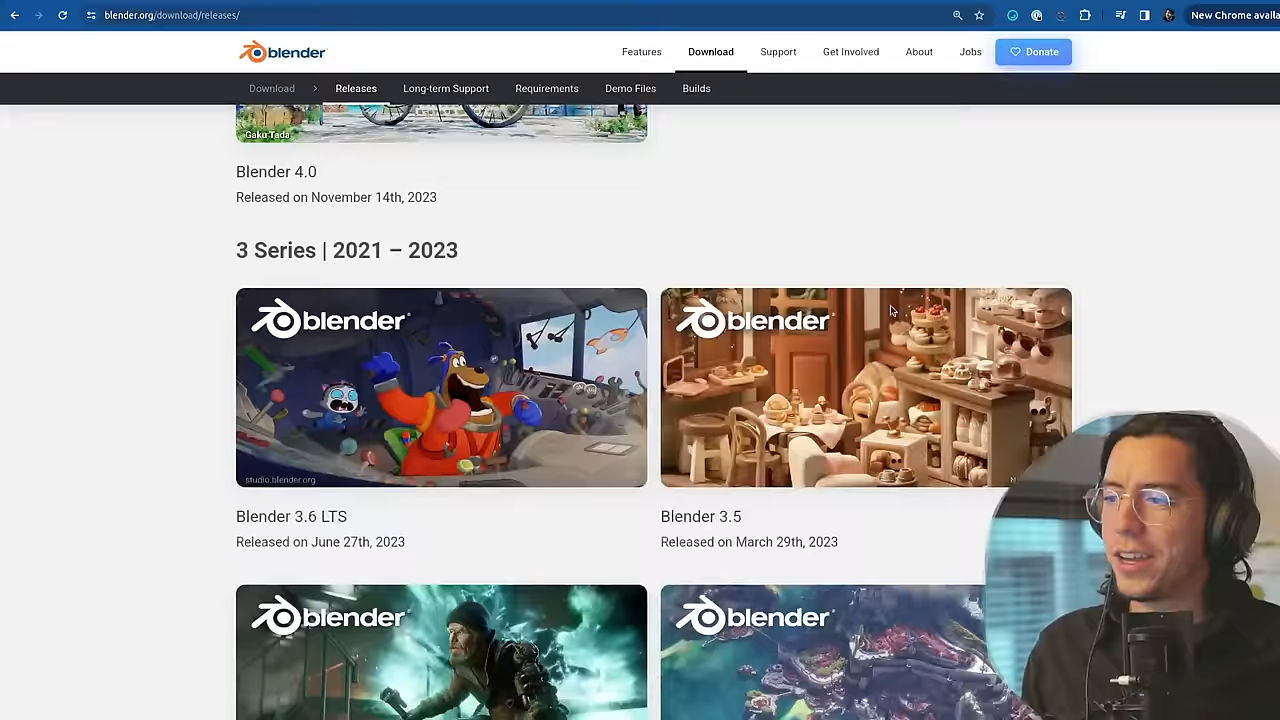 blender.org/download/releases/
New Chrome availa
blender
Features
Download
Support
Get Involved
About
Jobs
Donate
Download
Releases
Long-term Support
Requirements
Demo Files
Builds
Gaku Tada
Blender 4.0
Released on November 14th, 2023
3 Series | 2021 – 2023
blender
blender
studio.blender.org
N
Blender 3.6 LTS
Blender 3.5
Released on June 27th, 2023
Released on March 29th, 2023
blender
blender